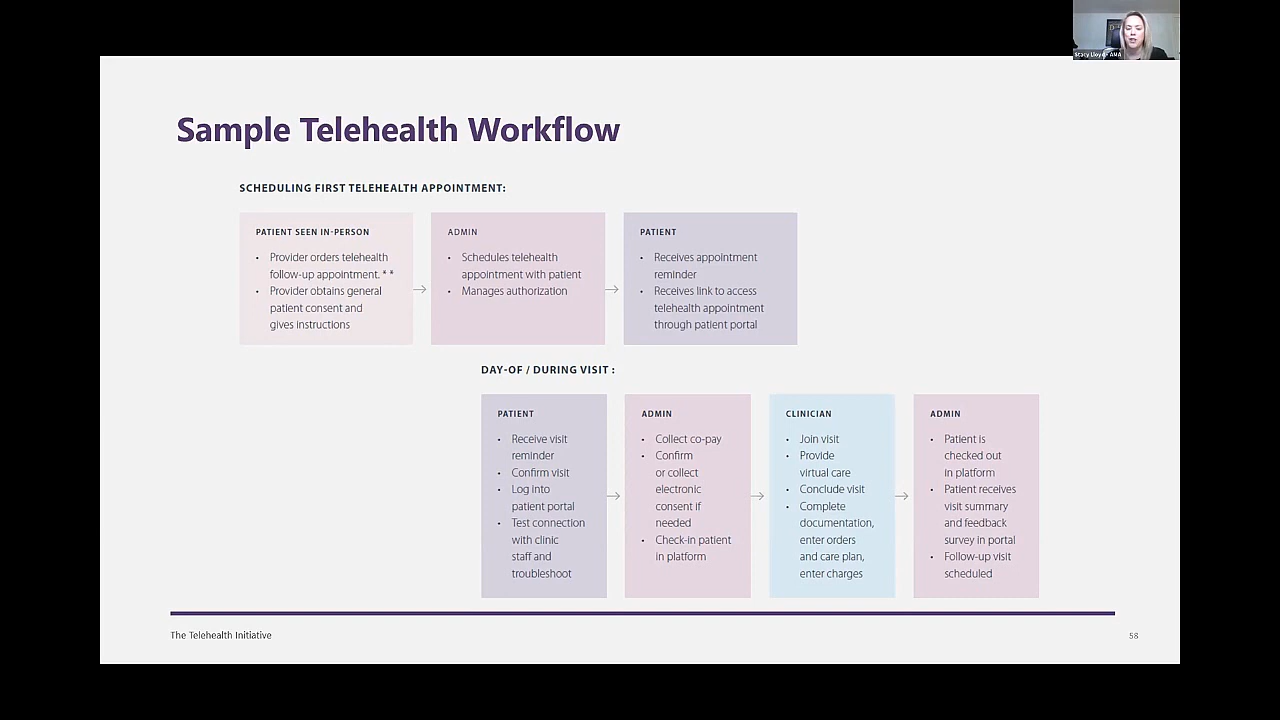 Stacy Lloyd - AMA
Sample Telehealth Workflow
SCHEDULING FIRST TELEHEALTH APPOINTMENT:
PATIENT SEEN IN-PERSON
• Provider orders telehealth
follow-up appointment. * *
• Provider obtains general
patient consent and
gives instructions
ADMIN
• Schedules telehealth
appointment with patient
• Manages authorization
PATIENT
• Receives appointment
reminder
• Receives link to access
telehealth appointment
through patient portal
DAY-OF / DURING VISIT :
PATIENT
• Receive visit
reminder
• Confirm visit
• Log into
patient portal
• Test connection
with clinic
staff and
troubleshoot
ADMIN
• Collect co-pay
• Confirm
or collect
electronic
consent if
needed
• Check-in patient
in platform
CLINICIAN
• Join visit
• Provide
virtual care
• Conclude visit
• Complete
documentation,
enter orders
and care plan,
enter charges
ADMIN
• Patient is
checked out
in platform
• Patient receives
visit summary
and feedback
survey in portal
• Follow-up visit
scheduled
The Telehealth Initiative
58